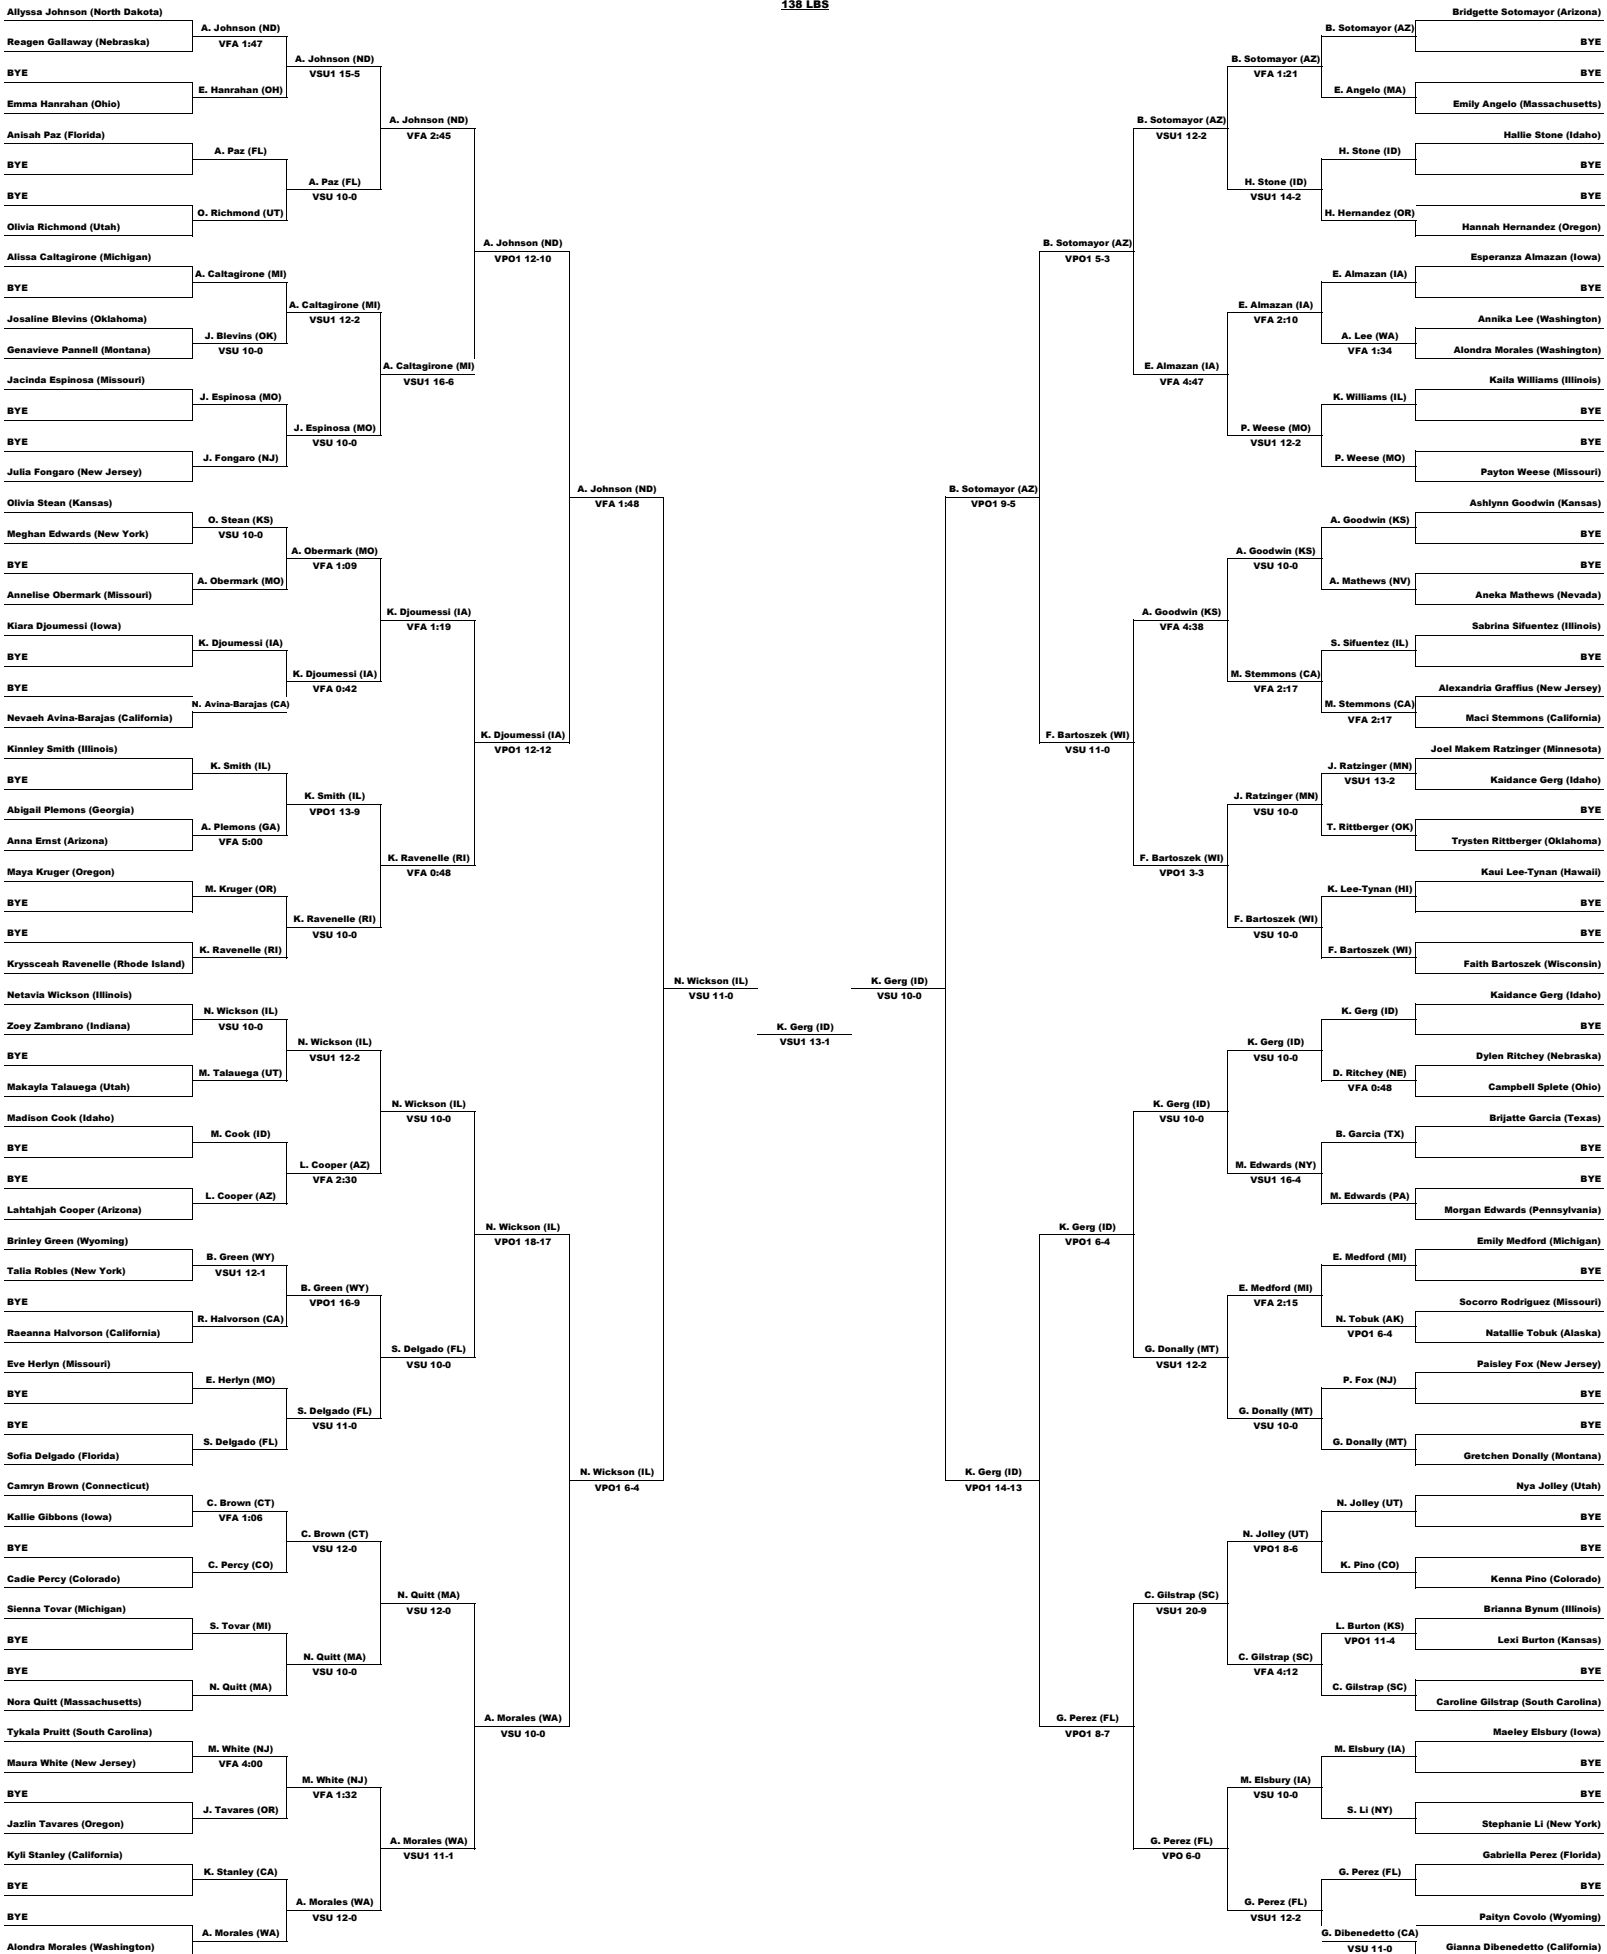 138 LBS
Allyssa Johnson (North Dakota)
Reagen Gallaway (Nebraska)
BYE
Emma Hanrahan (Ohio)
Anisah Paz (Florida)
BYE
BYE
Olivia Richmond (Utah)
Alissa Caltagirone (Michigan)
BYE
Josaline Blevins (Oklahoma)
Genavieve Pannell (Montana)
Jacinda Espinosa (Missouri)
BYE
BYE
Julia Fongaro (New Jersey)
Olivia Stean (Kansas)
Meghan Edwards (New York)
BYE
Annelise Obermark (Missouri)
Kiara Djoumessi (Iowa)
BYE
BYE
Nevaeh Avina-Barajas (California)
Kinnley Smith (Illinois)
BYE
Abigail Plemons (Georgia)
Anna Ernst (Arizona)
Maya Kruger (Oregon)
BYE
BYE
Krysceah Ravenelle (Rhode Island)
Netavia Wickson (Illinois)
Zoey Zambrano (Indiana)
BYE
Makayla Talauega (Utah)
Madison Cook (Idaho)
BYE
BYE
Lahtahjah Cooper (Arizona)
Brinley Green (Wyoming)
Talia Robles (New York)
BYE
Raeanna Halvorson (California)
Eve Herlyn (Missouri)
BYE
BYE
Sofia Delgado (Florida)
Camryn Brown (Connecticut)
Kallie Gibbons (Iowa)
BYE
Cadie Percy (Colorado)
Sienna Tovar (Michigan)
BYE
BYE
Nora Quitt (Massachusetts)
Tykala Pruitt (South Carolina)
Maura White (New Jersey)
BYE
Jazlin Tavares (Oregon)
Kyli Stanley (California)
BYE
BYE
Alondra Morales (Washington)
A. Johnson (ND)
VFA 1:47
E. Hanrahan (OH)
A. Paz (FL)
O. Richmond (UT)
A. Caltagirone (MI)
J. Blevins (OK)
VSU 10-0
J. Espinosa (MO)
J. Fongaro (NJ)
O. Stean (KS)
VSU 10-0
A. Obermark (MO)
K. Djoumessi (IA)
N. Avina-Barajas (CA)
K. Smith (IL)
A. Plemons (GA)
VFA 5:00
M. Kruger (OR)
K. Ravenelle (RI)
N. Wickson (IL)
VSU 10-0
M. Talauega (UT)
M. Cook (ID)
L. Cooper (AZ)
B. Green (WY)
VSU1 12-1
R. Halvorson (CA)
E. Herlyn (MO)
S. Delgado (FL)
C. Brown (CT)
VFA 1:06
C. Percy (CO)
S. Tovar (MI)
N. Quitt (MA)
M. White (NJ)
VFA 4:00
J. Tavares (OR)
K. Stanley (CA)
A. Morales (WA)
A. Johnson (ND)
VSU1 15-5
A. Paz (FL)
VSU 10-0
A. Caltagirone (MI)
VSU1 12-2
J. Espinosa (MO)
VSU 10-0
A. Obermark (MO)
VFA 1:09
K. Djoumessi (IA)
VFA 0:42
K. Smith (IL)
VPO1 13-9
K. Ravenelle (RI)
VSU 10-0
N. Wickson (IL)
VSU1 12-2
L. Cooper (AZ)
VFA 2:30
B. Green (WY)
VPO1 16-9
S. Delgado (FL)
VSU 11-0
C. Brown (CT)
VSU 12-0
N. Quitt (MA)
VSU 10-0
M. White (NJ)
VFA 1:32
A. Morales (WA)
VSU 12-0
A. Johnson (ND)
VFA 2:45
A. Caltagirone (MI)
VSU1 16-6
K. Djoumessi (IA)
VFA 1:19
K. Ravenelle (RI)
VFA 0:48
N. Wickson (IL)
VSU 10-0
S. Delgado (FL)
VSU 10-0
N. Quitt (MA)
VSU 12-0
A. Morales (WA)
VSU1 11-1
A. Johnson (ND)
VPO1 12-10
K. Djoumessi (IA)
VPO1 12-12
N. Wickson (IL)
VPO1 18-17
A. Morales (WA)
VSU 10-0
A. Johnson (ND)
VFA 1:48
N. Wickson (IL)
VPO1 6-4
N. Wickson (IL)
VSU 11-0
K. Gerg (ID)
VSU1 13-1
K. Gerg (ID)
VSU 10-0
B. Sotomayor (AZ)
VPO1 9-5
K. Gerg (ID)
VPO1 14-13
B. Sotomayor (AZ)
VPO1 5-3
F. Bartoszek (WI)
VSU 11-0
K. Gerg (ID)
VPO1 6-4
G. Perez (FL)
VPO1 8-7
B. Sotomayor (AZ)
VSU1 12-2
E. Almazan (IA)
VFA 4:47
A. Goodwin (KS)
VFA 4:38
F. Bartoszek (WI)
VPO1 3-3
K. Gerg (ID)
VSU 10-0
G. Donally (MT)
VSU1 12-2
C. Gilstrap (SC)
VSU1 20-9
G. Perez (FL)
VPO 6-0
B. Sotomayor (AZ)
VFA 1:21
H. Stone (ID)
VSU1 14-2
E. Almazan (IA)
VFA 2:10
P. Weese (MO)
VSU1 12-2
A. Goodwin (KS)
VSU 10-0
M. Stemmons (CA)
VFA 2:17
J. Ratzinger (MN)
VSU 10-0
F. Bartoszek (WI)
VSU 10-0
K. Gerg (ID)
VSU 10-0
M. Edwards (NY)
VSU1 16-4
E. Medford (MI)
VFA 2:15
G. Donally (MT)
VSU 10-0
N. Jolley (UT)
VPO1 8-6
C. Gilstrap (SC)
VFA 4:12
M. Elsbury (IA)
VSU 10-0
G. Perez (FL)
VSU1 12-2
B. Sotomayor (AZ)
E. Angelo (MA)
H. Stone (ID)
H. Hernandez (OR)
E. Almazan (IA)
A. Lee (WA)
VFA 1:34
K. Williams (IL)
P. Weese (MO)
A. Goodwin (KS)
A. Mathews (NV)
S. Sifuentez (IL)
M. Stemmons (CA)
VFA 2:17
J. Ratzinger (MN)
VSU1 13-2
T. Rittberger (OK)
K. Lee-Tynan (HI)
F. Bartoszek (WI)
K. Gerg (ID)
D. Ritchey (NE)
VFA 0:48
B. Garcia (TX)
M. Edwards (PA)
E. Medford (MI)
N. Tobuk (AK)
VPO1 6-4
P. Fox (NJ)
G. Donally (MT)
N. Jolley (UT)
K. Pino (CO)
L. Burton (KS)
VPO1 11-4
C. Gilstrap (SC)
M. Elsbury (IA)
S. Li (NY)
G. Perez (FL)
G. Dibenedetto (CA)
VSU 11-0
Bridgette Sotomayor (Arizona)
BYE
BYE
Emily Angelo (Massachusetts)
Hallie Stone (Idaho)
BYE
BYE
Hannah Hernandez (Oregon)
Esperanza Almazan (Iowa)
BYE
Annika Lee (Washington)
Alondra Morales (Washington)
Kaila Williams (Illinois)
BYE
BYE
Payton Weese (Missouri)
Ashlynn Goodwin (Kansas)
BYE
BYE
Aneka Mathews (Nevada)
Sabrina Sifuentez (Illinois)
BYE
Alexandria Graffius (New Jersey)
Maci Stemmons (California)
Joel Makem Ratzinger (Minnesota)
Kaidance Gerg (Idaho)
BYE
Trysten Rittberger (Oklahoma)
Kaui Lee-Tynan (Hawaii)
BYE
BYE
Faith Bartoszek (Wisconsin)
Kaidance Gerg (Idaho)
BYE
Dylen Ritchey (Nebraska)
Campbell Splete (Ohio)
Brijatte Garcia (Texas)
BYE
BYE
Morgan Edwards (Pennsylvania)
Emily Medford (Michigan)
BYE
Socorro Rodriguez (Missouri)
Natallie Tobuk (Alaska)
Paisley Fox (New Jersey)
BYE
BYE
Gretchen Donally (Montana)
Nya Jolley (Utah)
BYE
BYE
Kenna Pino (Colorado)
Brianna Bynum (Illinois)
Lexi Burton (Kansas)
BYE
Caroline Gilstrap (South Carolina)
Maeley Elsbury (Iowa)
BYE
BYE
Stephanie Li (New York)
Gabriella Perez (Florida)
BYE
Paityn Covolo (Wyoming)
Gianna Dibenedetto (California)